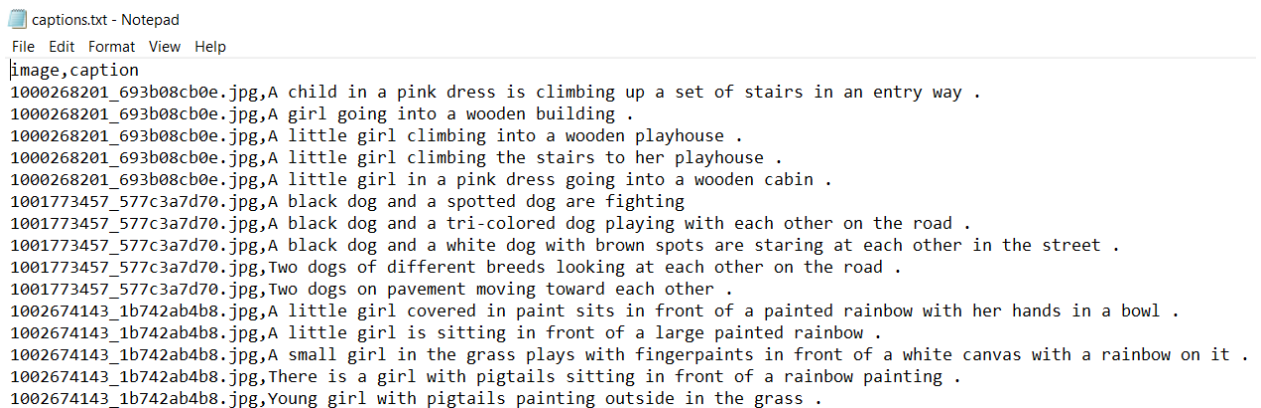 captions.txt - Notepad
File Edit Format View Help
image,caption
1000268201_693b08cb0e.jpg,A child in a pink dress is climbing up a set of stairs in an entry way .
1000268201_693b08cb0e.jpg,A girl going into a wooden building .
1000268201_693b08cb0e.jpg,A little girl climbing into a wooden playhouse .
1000268201_693b08cb0e.jpg,A little girl climbing the stairs to her playhouse .
1000268201_693b08cb0e.jpg,A little girl in a pink dress going into a wooden cabin .
1001773457_577c3a7d70.jpg,A black dog and a spotted dog are fighting
1001773457_577c3a7d70.jpg,A black dog and a tri-colored dog playing with each other on the road .
1001773457_577c3a7d70.jpg,A black dog and a white dog with brown spots are staring at each other in the street .
1001773457_577c3a7d70.jpg,Two dogs of different breeds looking at each other on the road .
1001773457_577c3a7d70.jpg,Two dogs on pavement moving toward each other .
1002674143_1b742ab4b8.jpg,A little girl covered in paint sits in front of a painted rainbow with her hands in a bowl .
1002674143_1b742ab4b8.jpg,A little girl is sitting in front of a large painted rainbow .
1002674143_1b742ab4b8.jpg,A small girl in the grass plays with fingerpaints in front of a white canvas with a rainbow on it .
1002674143_1b742ab4b8.jpg,There is a girl with pigtails sitting in front of a rainbow painting .
1002674143_1b742ab4b8.jpg,Young girl with pigtails painting outside in the grass .